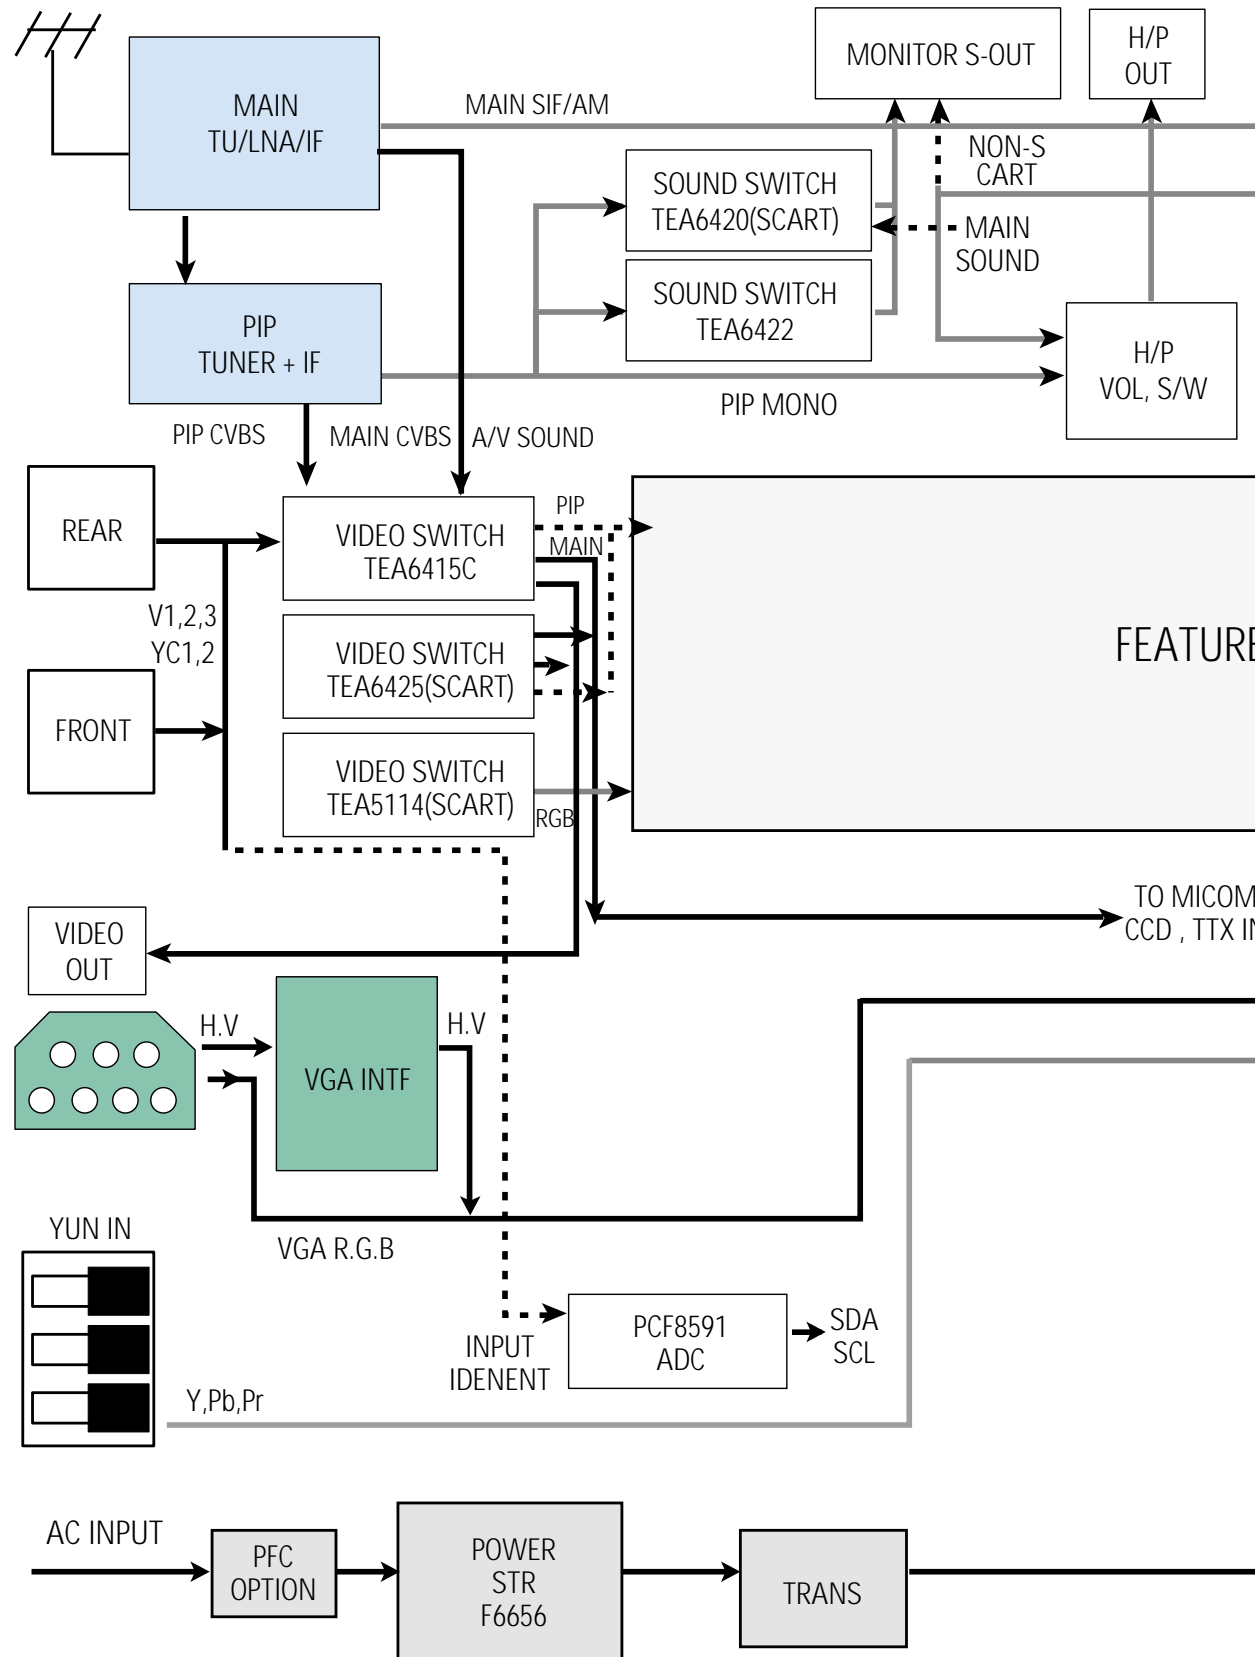 MONITOR S-OUT
H/P
OUT
MAIN
TU/LNA/IF
MAIN SIF/AM
NON-S
CART
SOUND SWITCH
TEA6420(SCART)
MAIN
SOUND
SOUND SWITCH
TEA6422
PIP
TUNER + IF
H/P
VOL, S/W
PIP MONO
PIP CVBS
MAIN CVBS
A/V SOUND
REAR
VIDEO SWITCH
TEA6415C
PIP
MAIN
V1,2,3
YC1,2
VIDEO SWITCH
TEA6425(SCART)
FEATURE
FRONT
VIDEO SWITCH
TEA5114(SCART)
RGB
TO MICOM
CCD , TTX IN
VIDEO
OUT
H.V
H.V
VGA INTF
YUN IN
VGA R.G.B
INPUT
IDENENT
PCF8591
ADC
SDA
SCL
Y,Pb,Pr
AC INPUT
PFC
OPTION
POWER
STR
F6656
TRANS